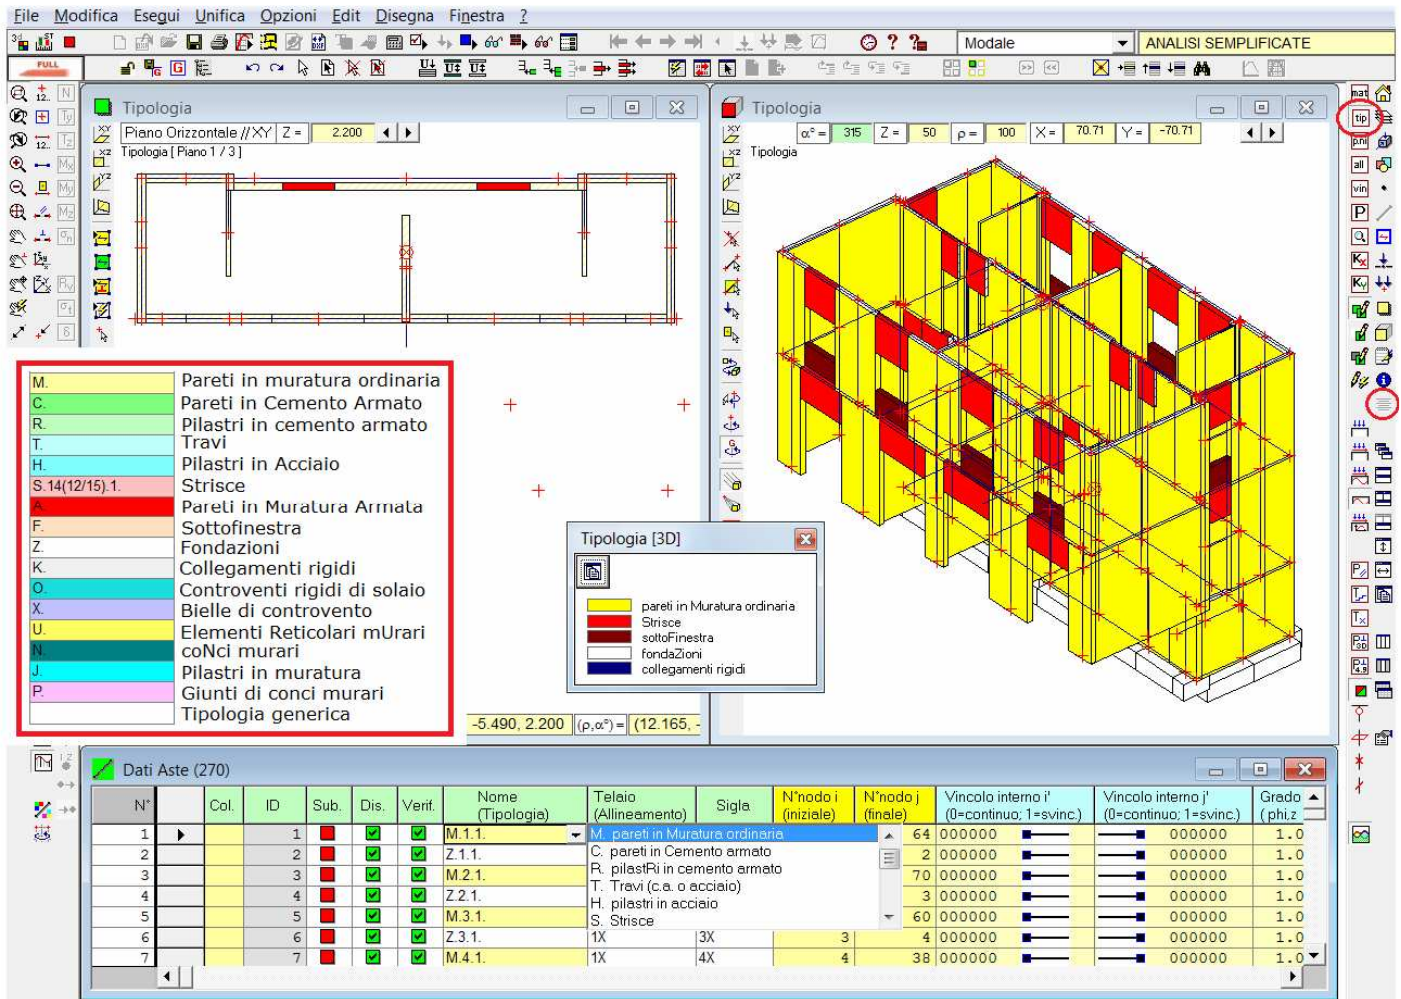 File Modifica Esegui Unifica Opzioni Edit Disegna Finestra ?
Modale ANALISI SEMPLIFICATE
FULL
Tipologia
Piano Orizzontale //XY Z = 2.200
Tipologia [ Piano 1 / 3 ]
Tipologia
α° = 315 Z = 50 ρ = 100 X = 70.71 Y = -70.71
Tipologia
mat
tip
p.ni
all
vin
P
Kx
Ky
M. Pareti in muratura ordinaria
C. Pareti in Cemento Armato
R. Pilastri in cemento armato
T. Travi
H. Pilastri in Acciaio
S.14(12/15).1. Strisce
A. Pareti in Muratura Armata
F. Sottofinestra
Z. Fondazioni
K. Collegamenti rigidi
O. Controventi rigidi di solaio
X. Bielle di controvento
U. Elementi Reticolari mUrari
N. coNci murari
J. Pilastri in muratura
P. Giunti di conci murari
Tipologia generica
Tipologia [3D]
pareti in Muratura ordinaria
Strisce
sottoFinestra
fondaZioni
collegamenti rigidi
-5.490, 2.200 (ρ,α°) = (12.165, -
Dati Aste (270)
N° Col. ID Sub. Dis. Verif. Nome (Tipologia) Telaio (Allineamento) Sigla N°nodo i (iniziale) N°nodo j (finale) Vincolo interno i' (0=continuo; 1=svinc.) Vincolo interno j' (0=continuo; 1=svinc.) Grado (phi,z
1 1 M.1.1. 64 000000 000000 1.0
2 2 Z.1.1. 2 000000 000000 1.0
3 3 M.2.1. 70 000000 000000 1.0
4 4 Z.2.1. 3 000000 000000 1.0
5 5 M.3.1. 60 000000 000000 1.0
6 6 Z.3.1. 1X 3X 3 4 000000 000000 1.0
7 7 M.4.1. 1X 4X 4 38 000000 000000 1.0
M. pareti in Muratura ordinaria
C. pareti in Cemento armato
R. pilastRi in cemento armato
T. Travi (c.a. o acciaio)
H. pilastri in acciaio
S. Strisce